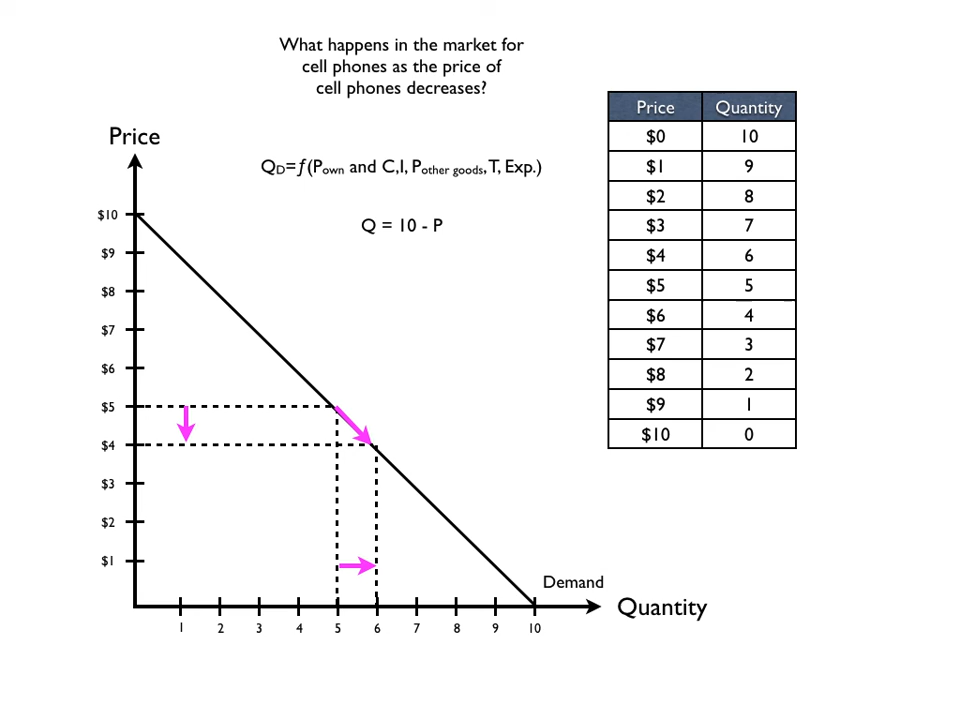 What happens in the market for
cell phones as the price of
cell phones decreases?
Price
QD=ƒ(Pown and C,I, Pother goods, T, Exp.)
Q = 10 - P
$10
$9
$8
$7
$6
$5
$4
$3
$2
$1
1 2 3 4 5 6 7 8 9 10
Demand
Quantity
Price Quantity
$0 10
$1 9
$2 8
$3 7
$4 6
$5 5
$6 4
$7 3
$8 2
$9 1
$10 0